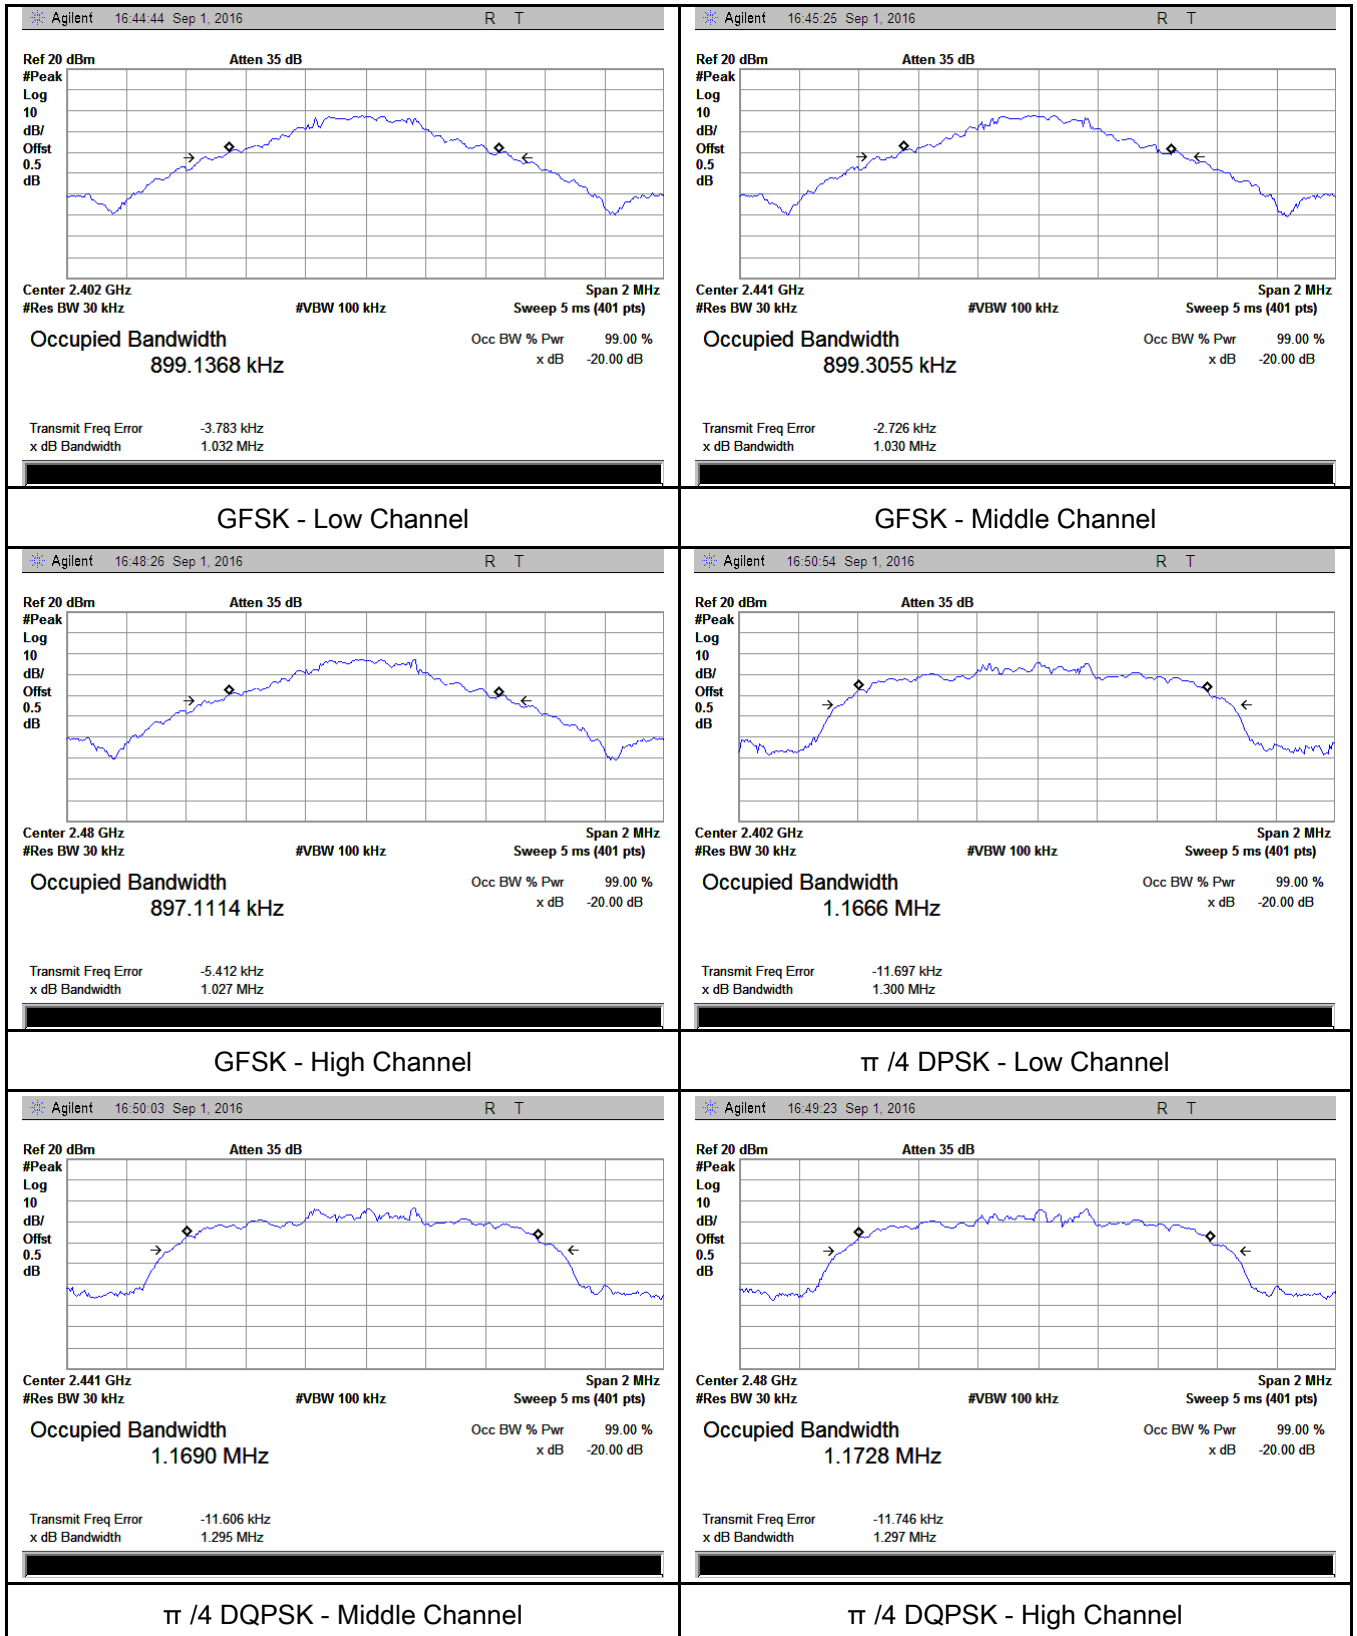 Agilent 16:44:44 Sep 1, 2016 R T
Ref 20 dBm Atten 35 dB
#Peak
Log
10
dB/
Offst
0.5
dB
Center 2.402 GHz Span 2 MHz
#Res BW 30 kHz #VBW 100 kHz Sweep 5 ms (401 pts)
Occupied Bandwidth Occ BW % Pwr 99.00 %
899.1368 kHz x dB -20.00 dB
Transmit Freq Error -3.783 kHz
x dB Bandwidth 1.032 MHz
GFSK - Low Channel
Agilent 16:45:25 Sep 1, 2016 R T
Ref 20 dBm Atten 35 dB
#Peak
Log
10
dB/
Offst
0.5
dB
Center 2.441 GHz Span 2 MHz
#Res BW 30 kHz #VBW 100 kHz Sweep 5 ms (401 pts)
Occupied Bandwidth Occ BW % Pwr 99.00 %
899.3055 kHz x dB -20.00 dB
Transmit Freq Error -2.726 kHz
x dB Bandwidth 1.030 MHz
GFSK - Middle Channel
Agilent 16:48:26 Sep 1, 2016 R T
Ref 20 dBm Atten 35 dB
#Peak
Log
10
dB/
Offst
0.5
dB
Center 2.48 GHz Span 2 MHz
#Res BW 30 kHz #VBW 100 kHz Sweep 5 ms (401 pts)
Occupied Bandwidth Occ BW % Pwr 99.00 %
897.1114 kHz x dB -20.00 dB
Transmit Freq Error -5.412 kHz
x dB Bandwidth 1.027 MHz
GFSK - High Channel
Agilent 16:50:54 Sep 1, 2016 R T
Ref 20 dBm Atten 35 dB
#Peak
Log
10
dB/
Offst
0.5
dB
Center 2.402 GHz Span 2 MHz
#Res BW 30 kHz #VBW 100 kHz Sweep 5 ms (401 pts)
Occupied Bandwidth Occ BW % Pwr 99.00 %
1.1666 MHz x dB -20.00 dB
Transmit Freq Error -11.697 kHz
x dB Bandwidth 1.300 MHz
π /4 DPSK - Low Channel
Agilent 16:50:03 Sep 1, 2016 R T
Ref 20 dBm Atten 35 dB
#Peak
Log
10
dB/
Offst
0.5
dB
Center 2.441 GHz Span 2 MHz
#Res BW 30 kHz #VBW 100 kHz Sweep 5 ms (401 pts)
Occupied Bandwidth Occ BW % Pwr 99.00 %
1.1690 MHz x dB -20.00 dB
Transmit Freq Error -11.606 kHz
x dB Bandwidth 1.295 MHz
π /4 DQPSK - Middle Channel
Agilent 16:49:23 Sep 1, 2016 R T
Ref 20 dBm Atten 35 dB
#Peak
Log
10
dB/
Offst
0.5
dB
Center 2.48 GHz Span 2 MHz
#Res BW 30 kHz #VBW 100 kHz Sweep 5 ms (401 pts)
Occupied Bandwidth Occ BW % Pwr 99.00 %
1.1728 MHz x dB -20.00 dB
Transmit Freq Error -11.746 kHz
x dB Bandwidth 1.297 MHz
π /4 DQPSK - High Channel